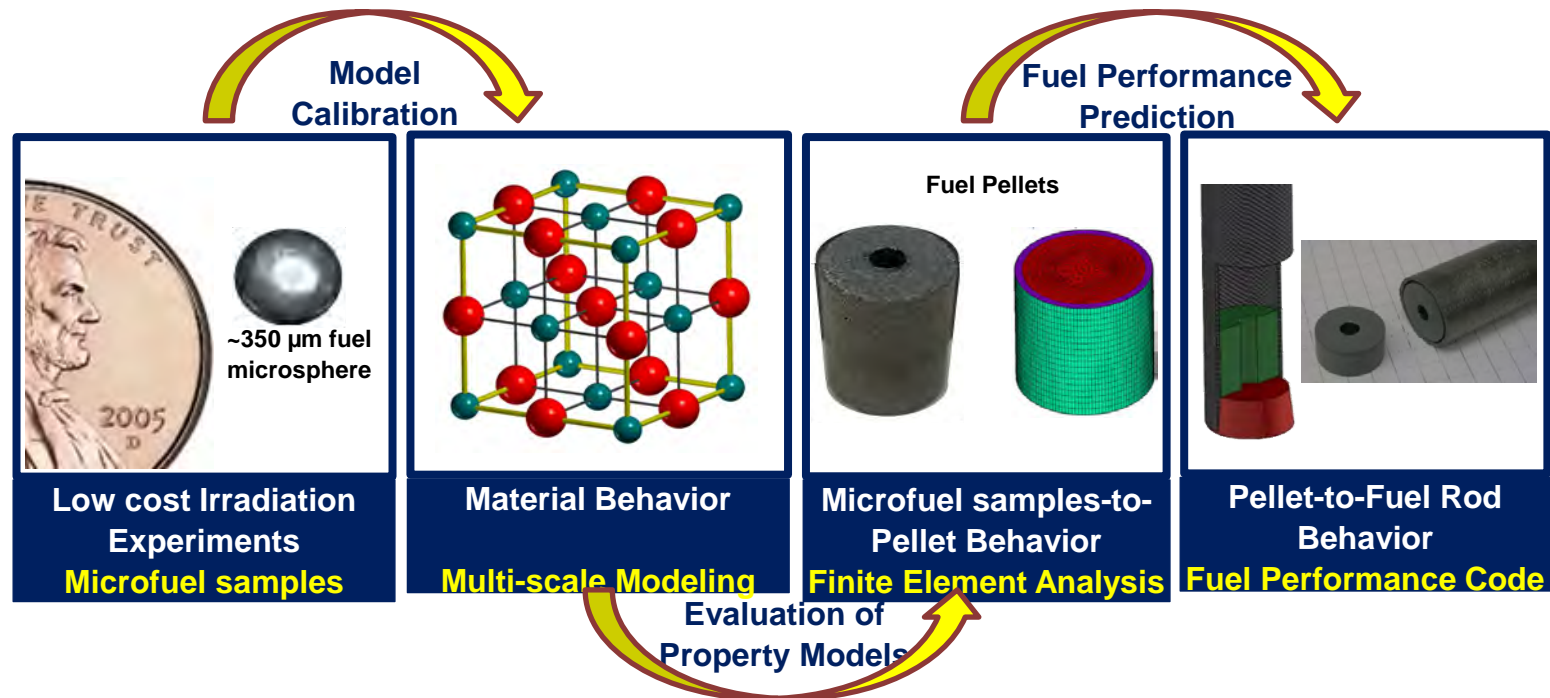 Model
Calibration
Fuel Performance
Prediction
WE TRUST
2005
D
~350 µm fuel
microsphere
Fuel Pellets
Low cost Irradiation
Experiments
Microfuel samples
Material Behavior
Multi-scale Modeling
Microfuel samples-to-
Pellet Behavior
Finite Element Analysis
Pellet-to-Fuel Rod
Behavior
Fuel Performance Code
Evaluation of
Property Models